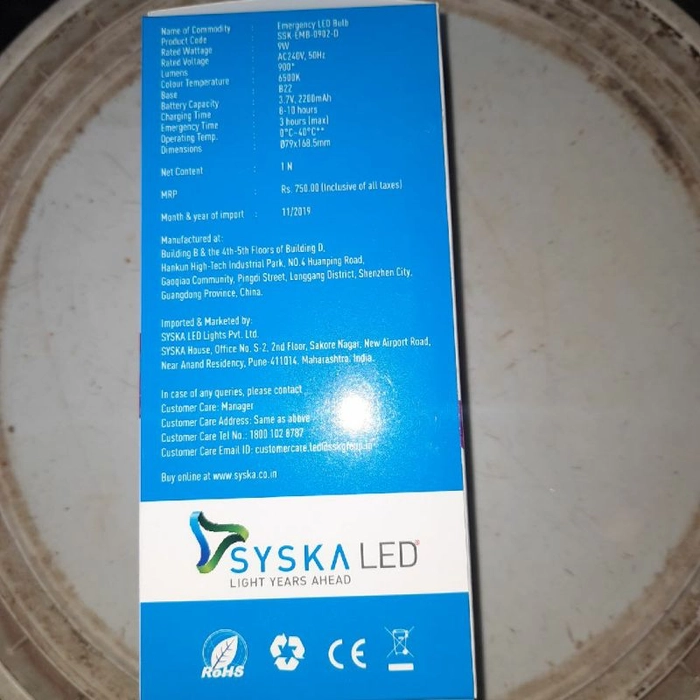 Name of Commodity : Emergency LED Bulb
Product Code : SSK-EMB-0902-D
Rated Wattage : 9W
Rated Voltage : AC240V, 50Hz
Lumens : 900*
Colour Temperature : 6500K
Base : B22
Battery Capacity : 3.7V, 2200mAh
Charging Time : 8-10 hours
Emergency Time : 3 hours (max)
Operating Temp. : 0°C-40°C**
Dimensions : Ø79x168.5mm
Net Content : 1 N
MRP : Rs. 750.00 (Inclusive of all taxes)
Month & year of import : 11/2019
Manufactured at:
Building B & the 4th-5th Floors of Building D,
Hankun High-Tech Industrial Park, NO.4 Huanping Road,
Gaoqiao Community, Pingdi Street, Longgang District, Shenzhen City,
Guangdong Province, China.
Imported & Marketed by:
SYSKA LED Lights Pvt. Ltd.
SYSKA House, Office No. S-2, 2nd Floor, Sakore Nagar, New Airport Road,
Near Anand Residency, Pune-411014, Maharashtra, India.
In case of any queries, please contact
Customer Care: Manager
Customer Care Address: Same as above
Customer Care Tel No.: 1800 102 8787
Customer Care Email ID: customercare.led@sskgroup.in
Buy online at www.syska.co.in
SYSKA LED
LIGHT YEARS AHEAD
RoHS CE